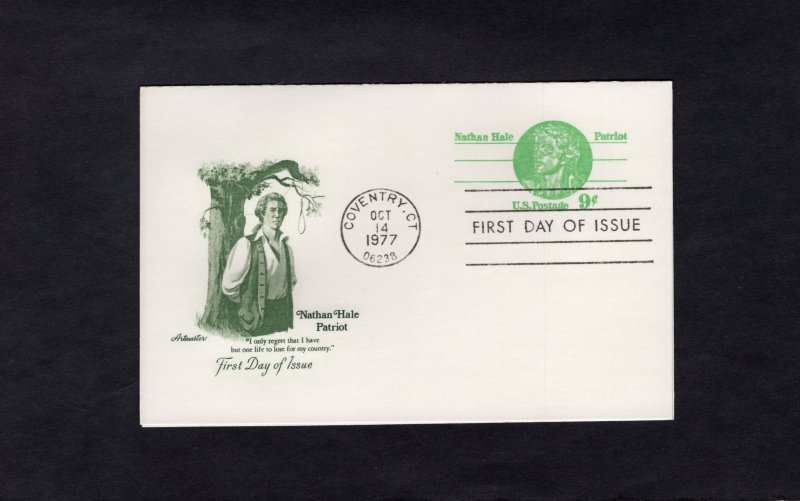 Nathan Hale Patriot
U.S. Postage 9¢
COVENTRY, CT
OCT
14
1977
06238
FIRST DAY OF ISSUE
Nathan Hale
Patriot
Artmaster
"I only regret that I have
but one life to lose for my country."
First Day of Issue